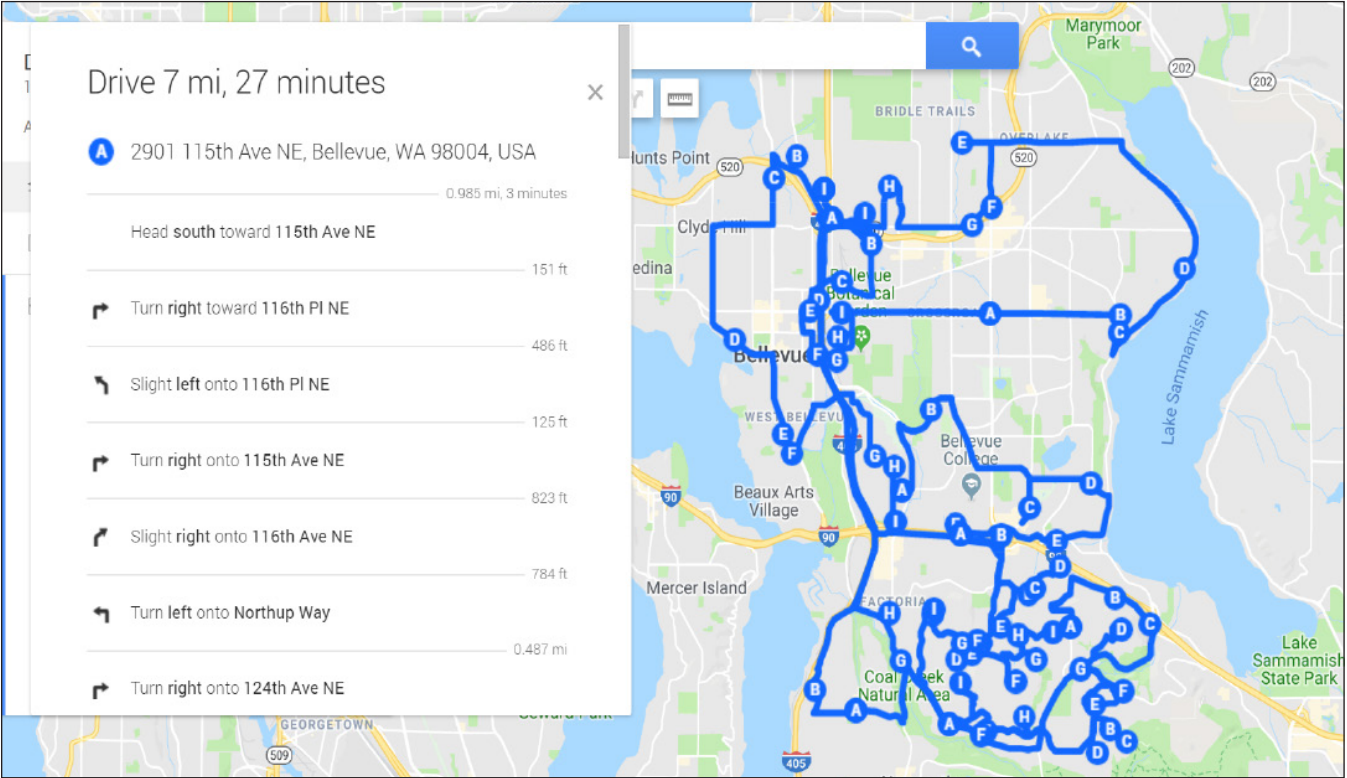 Drive 7 mi, 27 minutes
A 2901 115th Ave NE, Bellevue, WA 98004, USA
0.985 mi, 3 minutes
Head south toward 115th Ave NE
151 ft
Turn right toward 116th Pl NE
486 ft
Slight left onto 116th Pl NE
125 ft
Turn right onto 115th Ave NE
823 ft
Slight right onto 116th Ave NE
784 ft
Turn left onto Northup Way
0.487 mi
Turn right onto 124th Ave NE
Marymoor
Park
202
202
BRIDLE TRAILS
E
OVERLAKE
520
Hunts Point
520
B
C
I
H
F
G
A
I
B
Clyde Hill
edina
D
Bellevue
Botanical
C
D
E
I
A
B
C
H
F
G
D
Bellevue
Lake Sammamish
WEST BELLEVU
B
E
F
G
H
A
Bellevue
College
D
C
90
Beaux Arts
Village
90
I
A
B
E
D
Mercer Island
FACTORIA
C
B
H
I
E
H
I
A
D
C
G
F
D
G
G
Lake
Sammamish
State Park
Coal Creek
Natural Area
I
F
F
E
B
A
A
F
H
B
C
D
GEORGETOWN
509
405